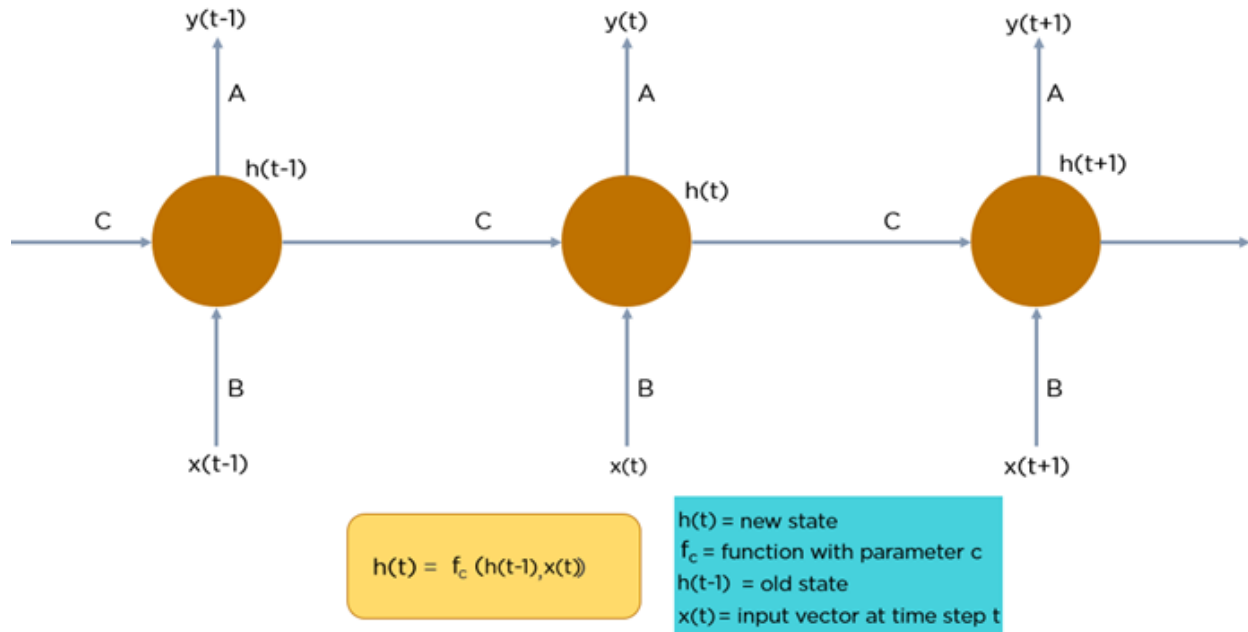 y(t-1) y(t) y(t+1)
A A A
h(t-1) h(t) h(t+1)
C C C
B B B
x(t-1) x(t) x(t+1)
h(t) = fc (h(t-1),x(t))
h(t) = new state
fc = function with parameter c
h(t-1) = old state
x(t) = input vector at time step t